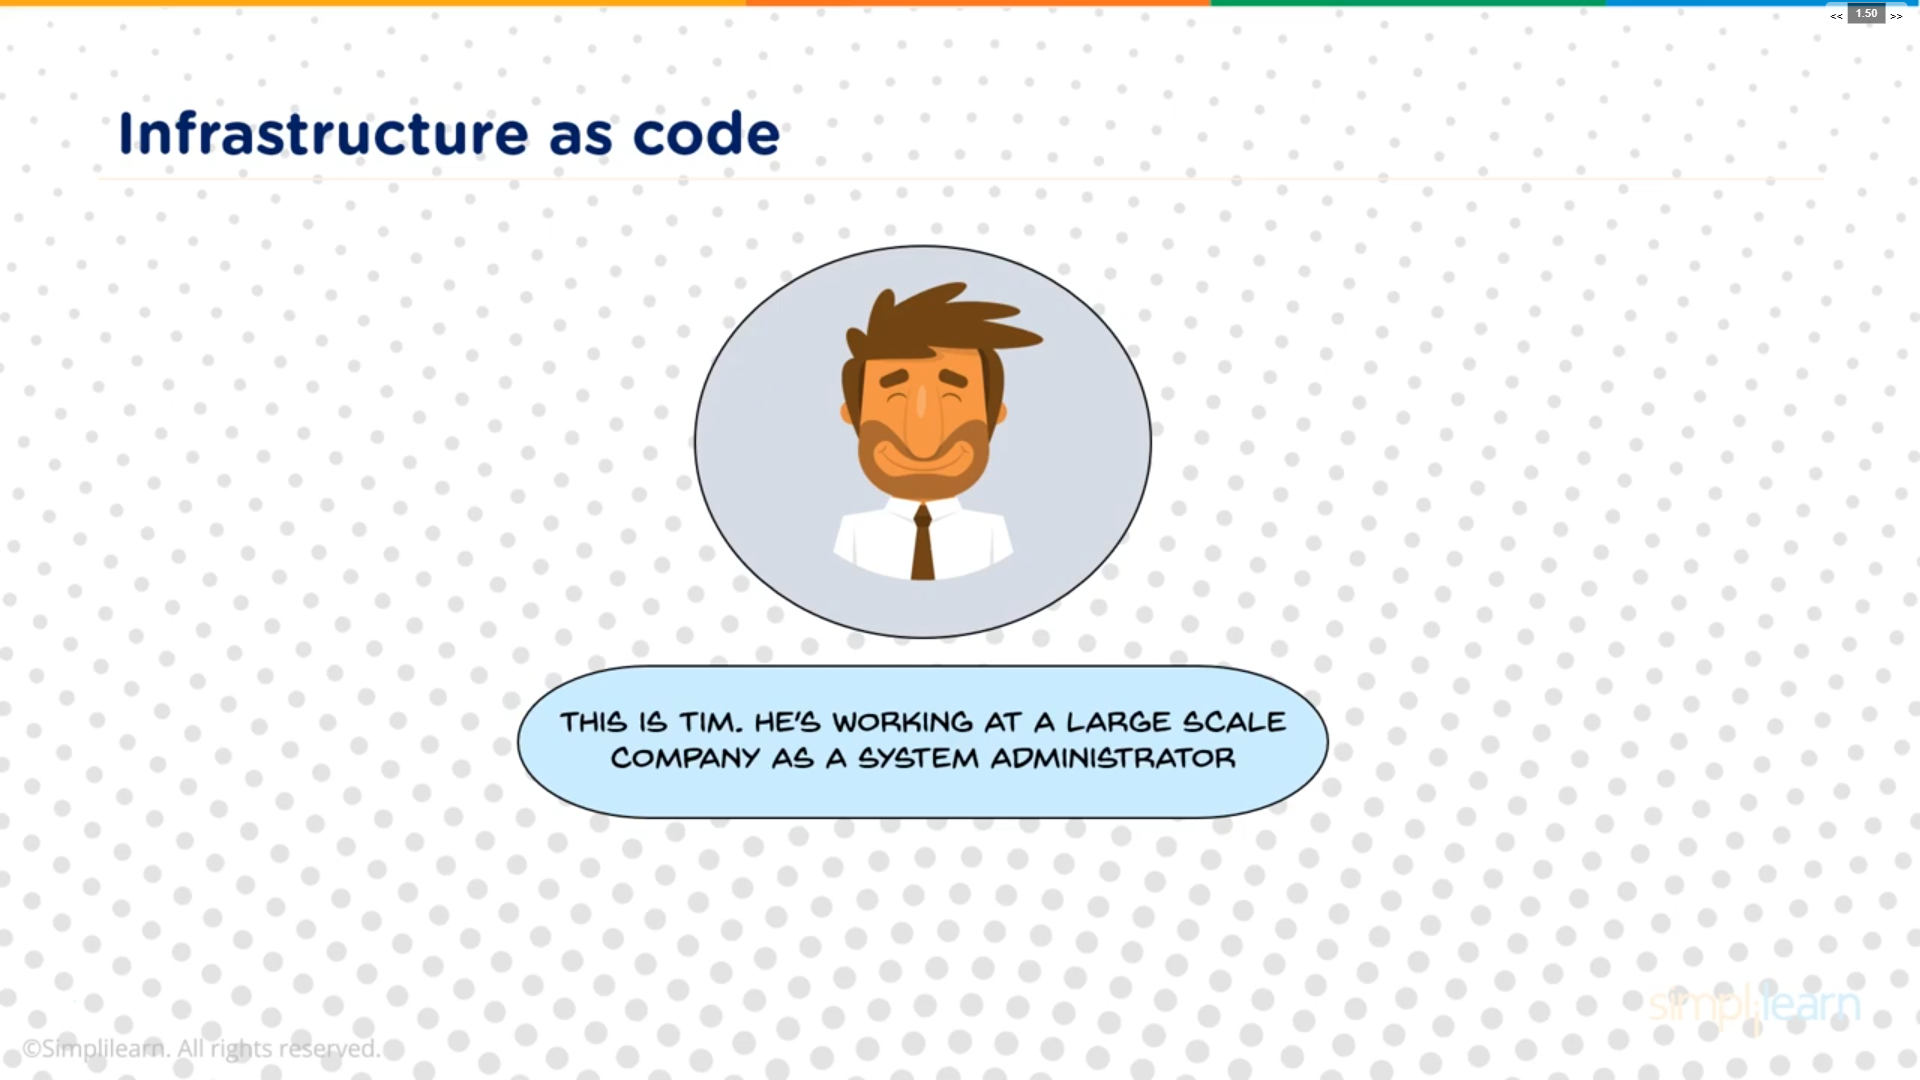 << 1.50 >>
Infrastructure as code
THIS IS TIM. HE'S WORKING AT A LARGE SCALE
COMPANY AS A SYSTEM ADMINISTRATOR
simplilearn
©Simplilearn. All rights reserved.